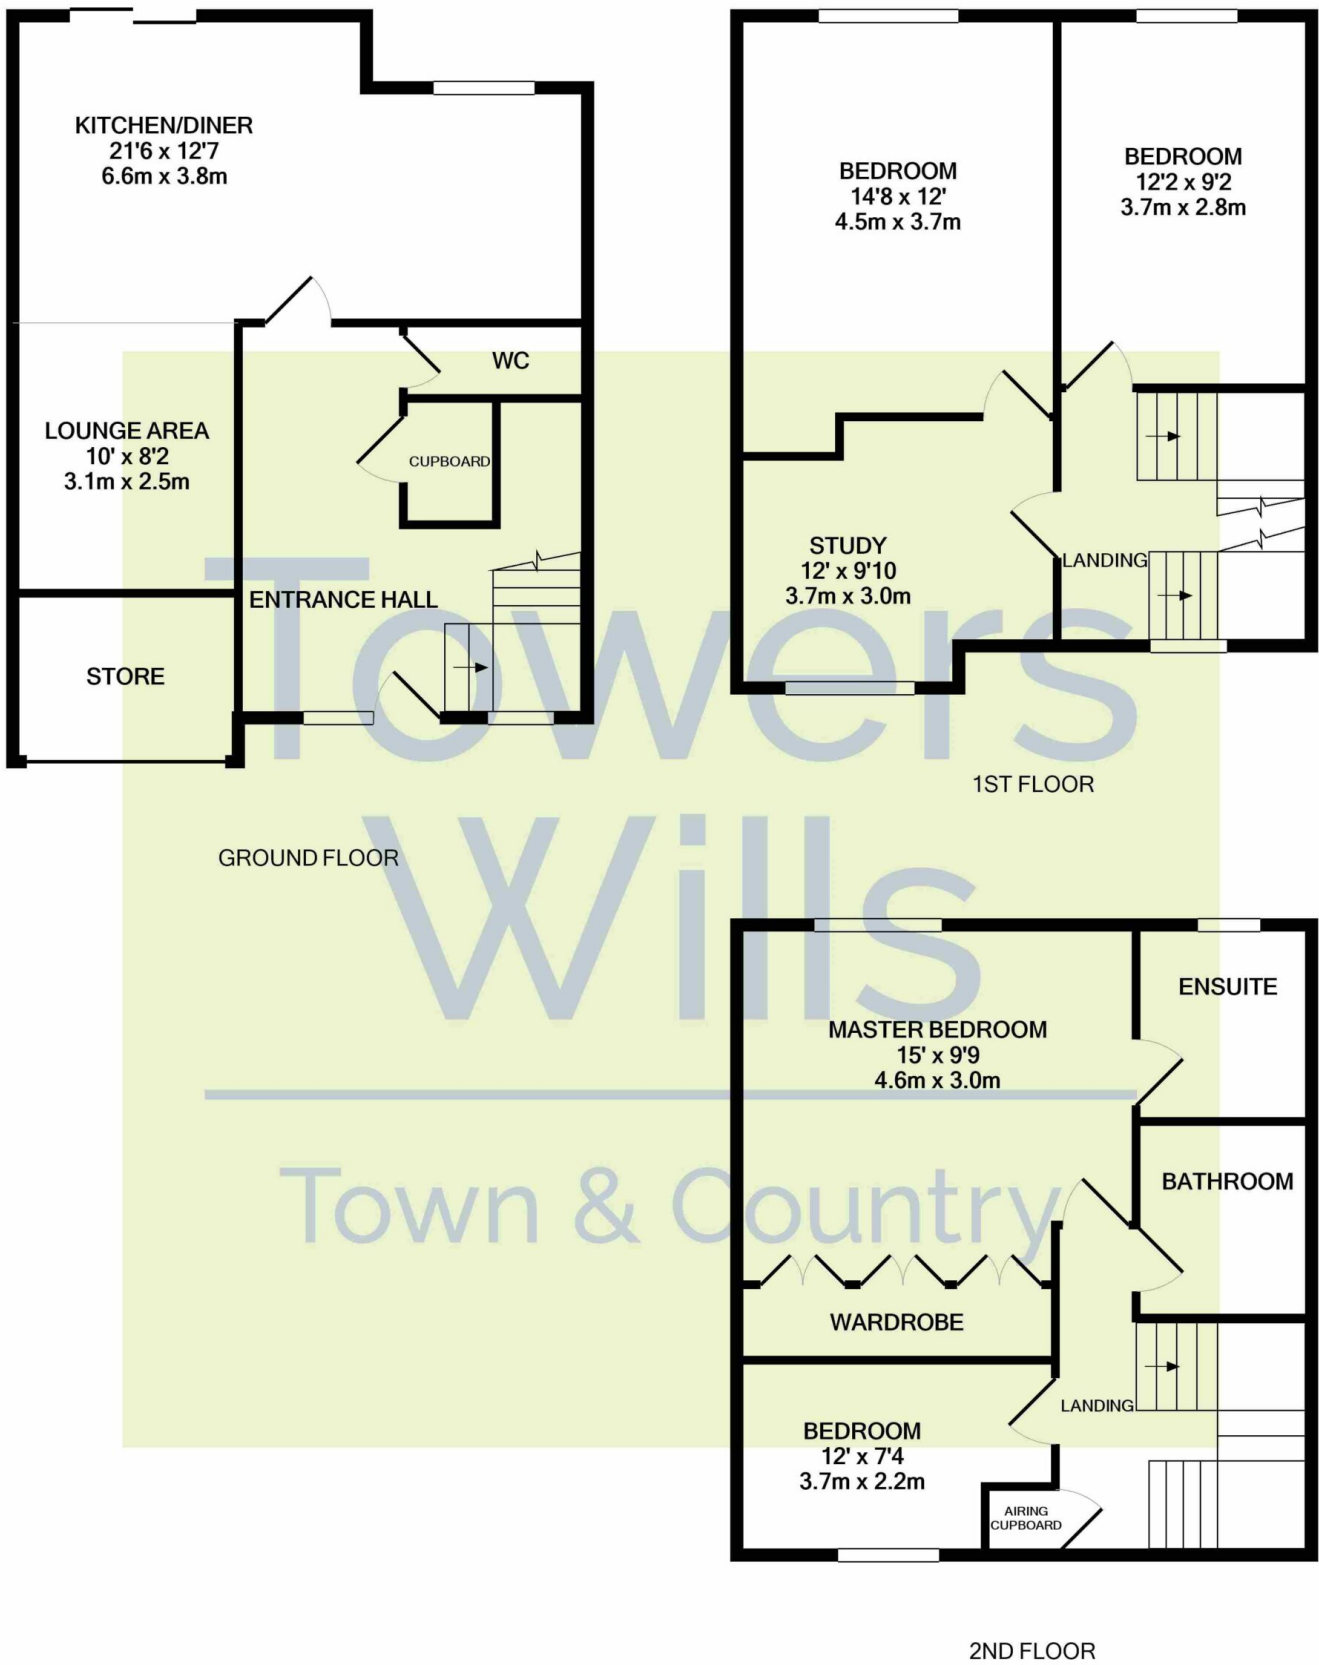 KITCHEN/DINER
21'6 x 12'7
6.6m x 3.8m
WC
LOUNGE AREA
10' x 8'2
3.1m x 2.5m
CUPBOARD
ENTRANCE HALL
STORE
GROUND FLOOR
BEDROOM
14'8 x 12'
4.5m x 3.7m
BEDROOM
12'2 x 9'2
3.7m x 2.8m
STUDY
12' x 9'10
3.7m x 3.0m
LANDING
1ST FLOOR
Towers
Wills
Town & Country
MASTER BEDROOM
15' x 9'9
4.6m x 3.0m
ENSUITE
BATHROOM
WARDROBE
LANDING
BEDROOM
12' x 7'4
3.7m x 2.2m
AIRING
CUPBOARD
2ND FLOOR